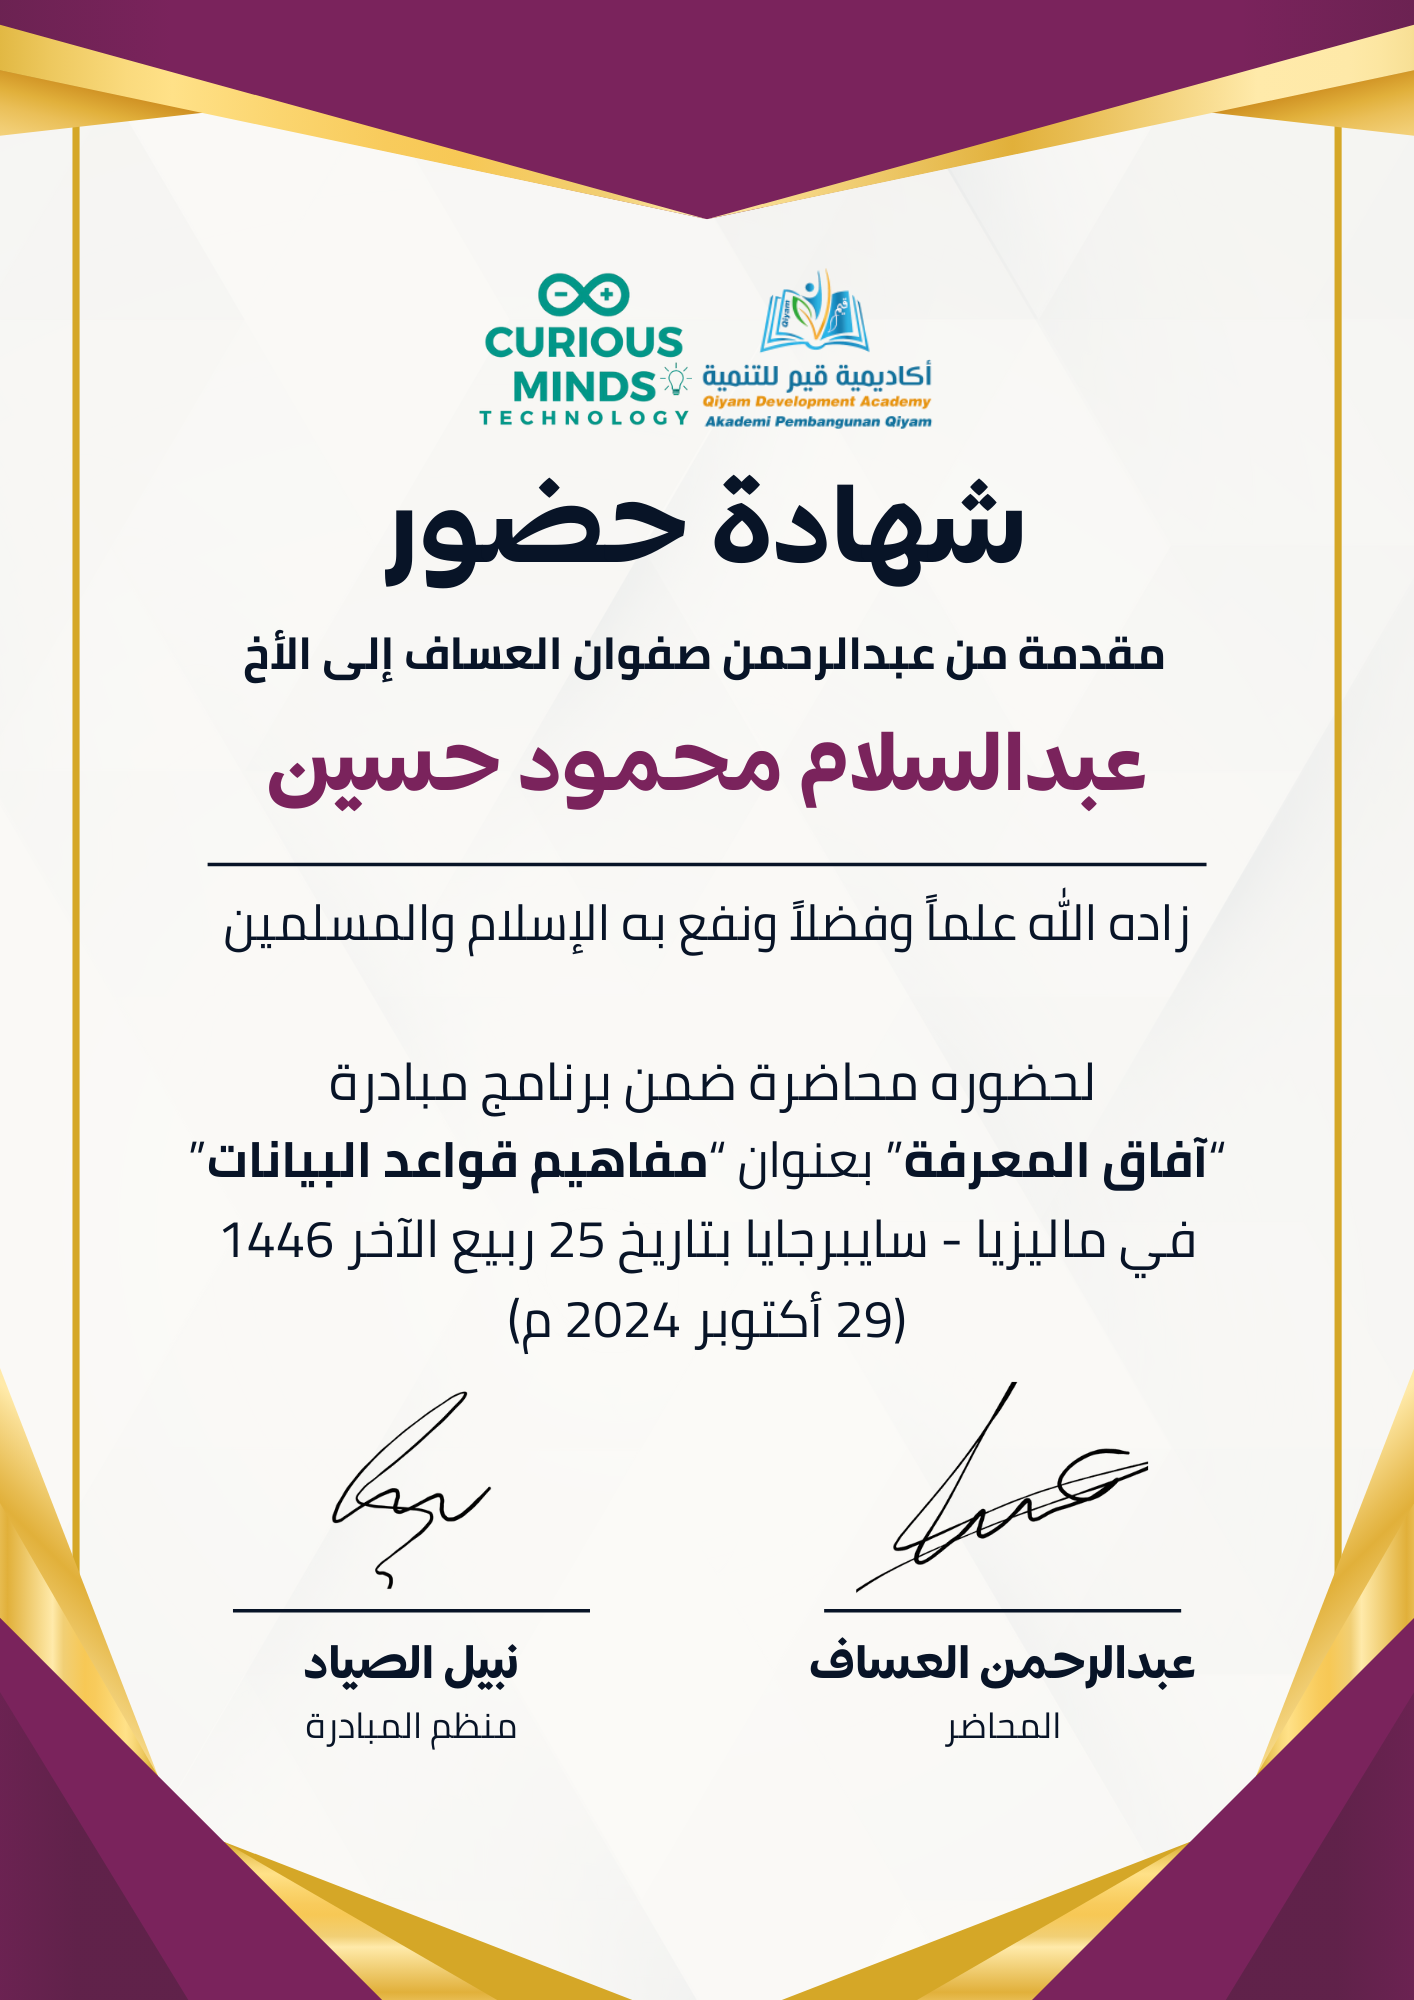 CURIOUS
MINDS
TECHNOLOGY
أكاديمية قيم للتنمية
Qiyam Development Academy
Akademi Pembangunan Qiyam
شهادة حضور
مقدمة من عبدالرحمن صفوان العساف إلى الأخ
عبدالسلام محمود حسين
زاده الله علماً وفضلاً ونفع به الإسلام والمسلمين
لحضوره محاضرة ضمن برنامج مبادرة
“آفاق المعرفة” بعنوان “مفاهيم قواعد البيانات”
في ماليزيا - سايبرجايا بتاريخ 25 ربيع الآخر 1446
(29 أكتوبر 2024 م)
عبدالرحمن العساف
المحاضر
نبيل الصياد
منظم المبادرة